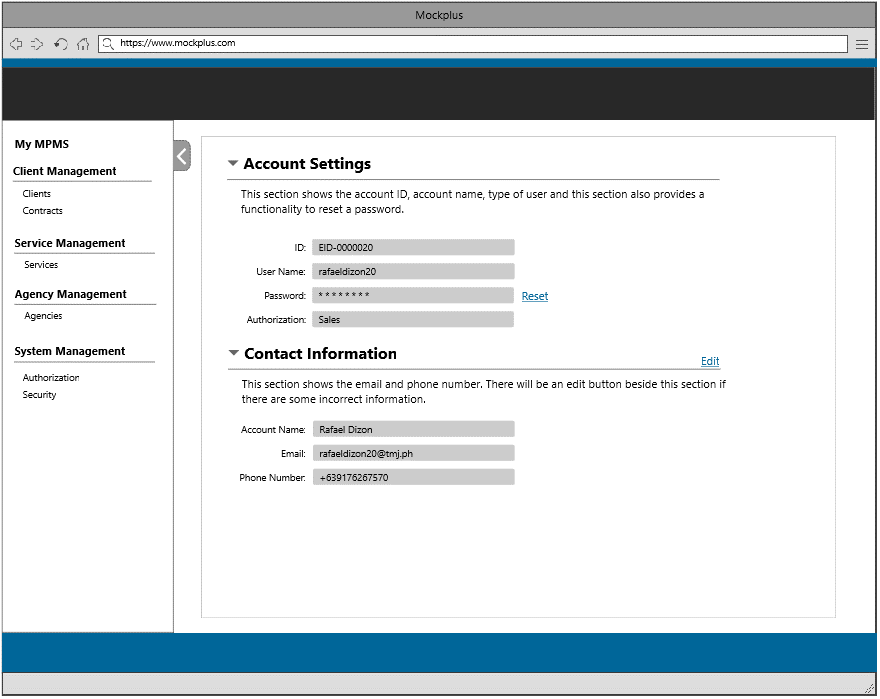 Mockplus
https://www.mockplus.com
My MPMS
Client Management
Clients
Contracts
Service Management
Services
Agency Management
Agencies
System Management
Authorization
Security
Account Settings
This section shows the account ID, account name, type of user and this section also provides a
functionality to reset a password.
ID: EID-0000020
User Name: rafaeldizon20
Password: ******** Reset
Authorization: Sales
Contact Information
Edit
This section shows the email and phone number. There will be an edit button beside this section if
there are some incorrect information.
Account Name: Rafael Dizon
Email: rafaeldizon20@tmj.ph
Phone Number: +639176267570